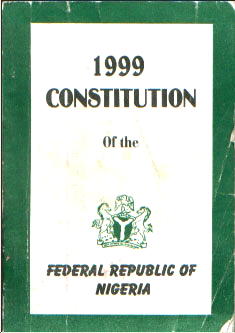 1999
CONSTITUTION
Of the
FEDERAL REPUBLIC OF
NIGERIA